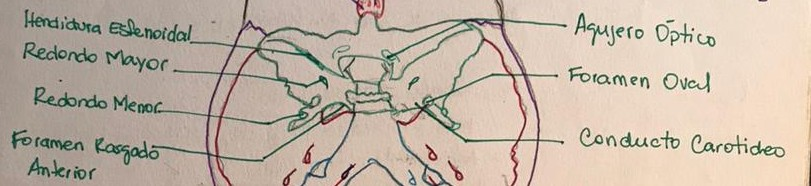 Hendidura Esfenoidal
Redondo Mayor
Redondo Menor
Foramen Rasgado
Anterior
Agujero Óptico
Foramen Oval
Conducto Carotideo